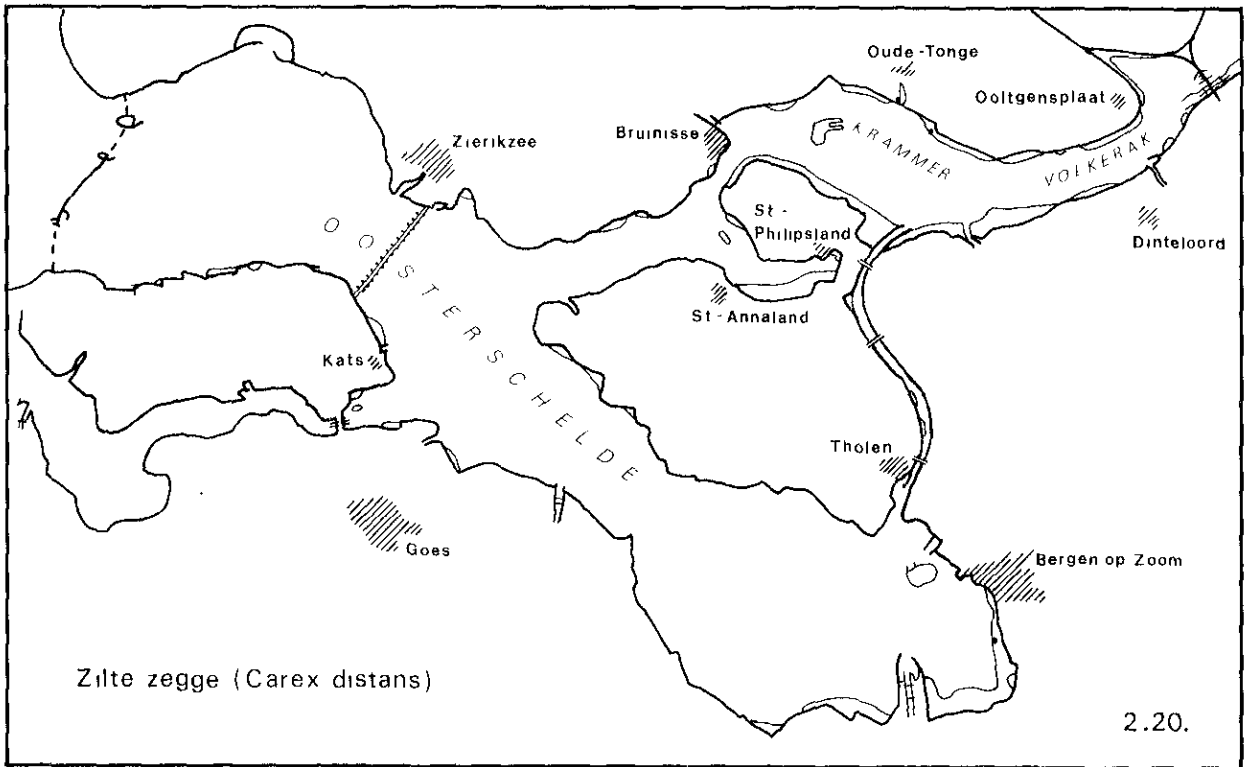 Oude-Tonge
Ooltgensplaat
Zierikzee
Bruinisse
KRAMMER
VOLKERAK
St-
Philipsland
Dinteloord
OOSTERSCHELDE
St-Annaland
Kats
Tholen
Goes
Bergen op Zoom
Zilte zegge (Carex distans)
2.20.